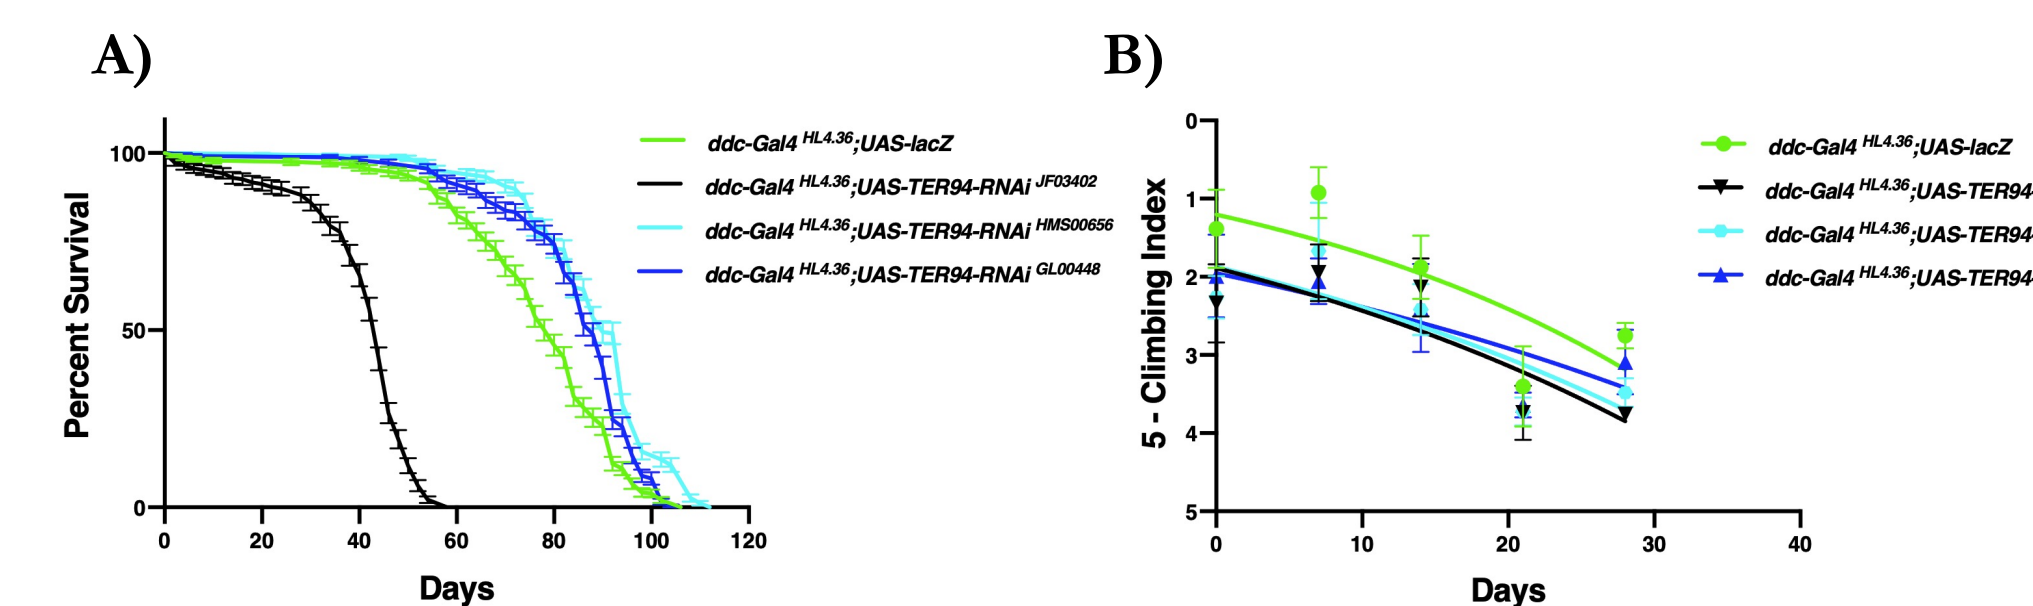 A)
Percent Survival
100
50
0
0 20 40 60 80 100 120
Days
ddc-Gal4 HL4.36;UAS-lacZ
ddc-Gal4 HL4.36;UAS-TER94-RNAi JF03402
ddc-Gal4 HL4.36;UAS-TER94-RNAi HMS00656
ddc-Gal4 HL4.36;UAS-TER94-RNAi GL00448
B)
5 - Climbing Index
0
1
2
3
4
5
0 10 20 30 40
Days
ddc-Gal4 HL4.36;UAS-lacZ
ddc-Gal4 HL4.36;UAS-TER94-
ddc-Gal4 HL4.36;UAS-TER94-
ddc-Gal4 HL4.36;UAS-TER94-